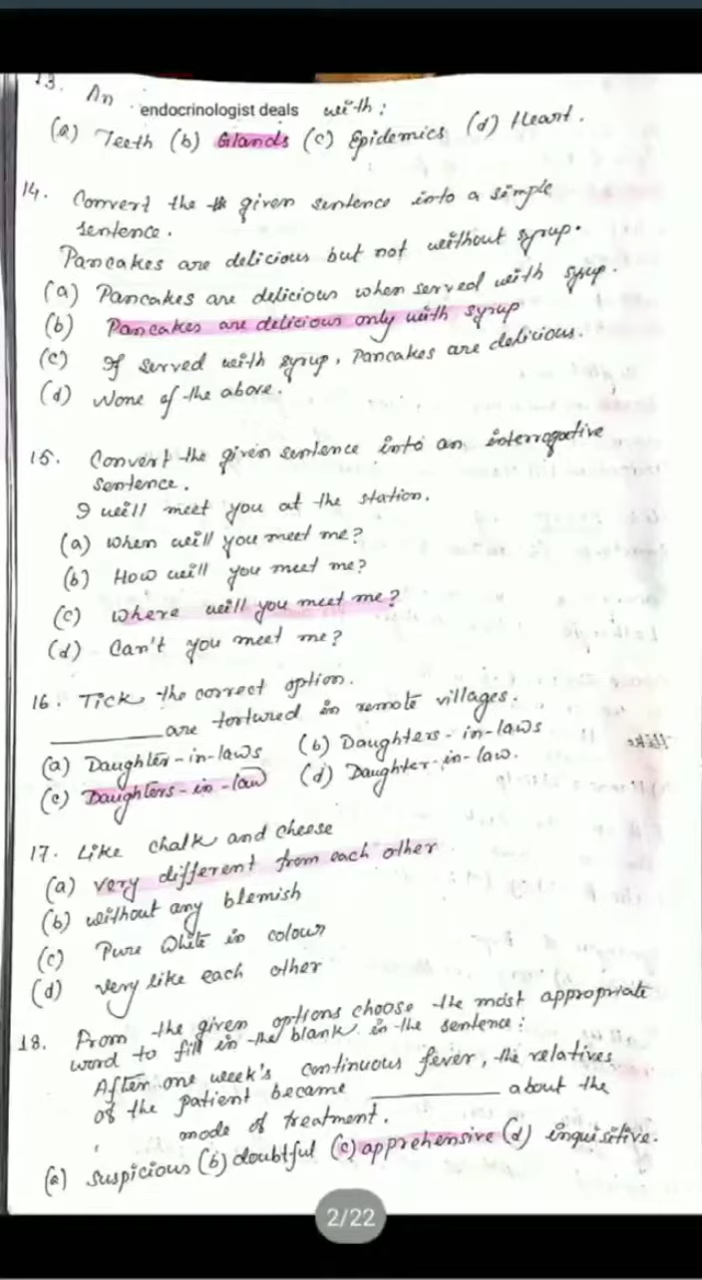 13. An endocrinologist deals with:
(a) Teeth (b) Glands (c) Epidemics (d) Heart.
14. Convert the given sentence into a simple
sentence.
Pancakes are delicious but not without syrup.
(a) Pancakes are delicious when served with syrup.
(b) Pancakes are delicious only with syrup
(c) If served with syrup, Pancakes are delicious.
(d) None of the above.
15. Convert the given sentence into an interrogative
sentence.
I will meet you at the station.
(a) When will you meet me?
(b) How will you meet me?
(c) Where will you meet me?
(d) Can't you meet me?
16. Tick the correct option.
________ are tortured in remote villages.
(a) Daughter-in-laws (b) Daughters-in-laws
(c) Daughters-in-law (d) Daughter-in-law.
17. Like chalk and cheese
(a) very different from each other
(b) without any blemish
(c) Pure White in colour
(d) very like each other
18. From the given options choose the most appropriate
word to fill in the blank in the sentence:
After one week's continuous fever, the relatives
of the patient became ________ about the
mode of treatment.
(a) suspicious (b) doubtful (c) apprehensive (d) inquisitive.
2/22